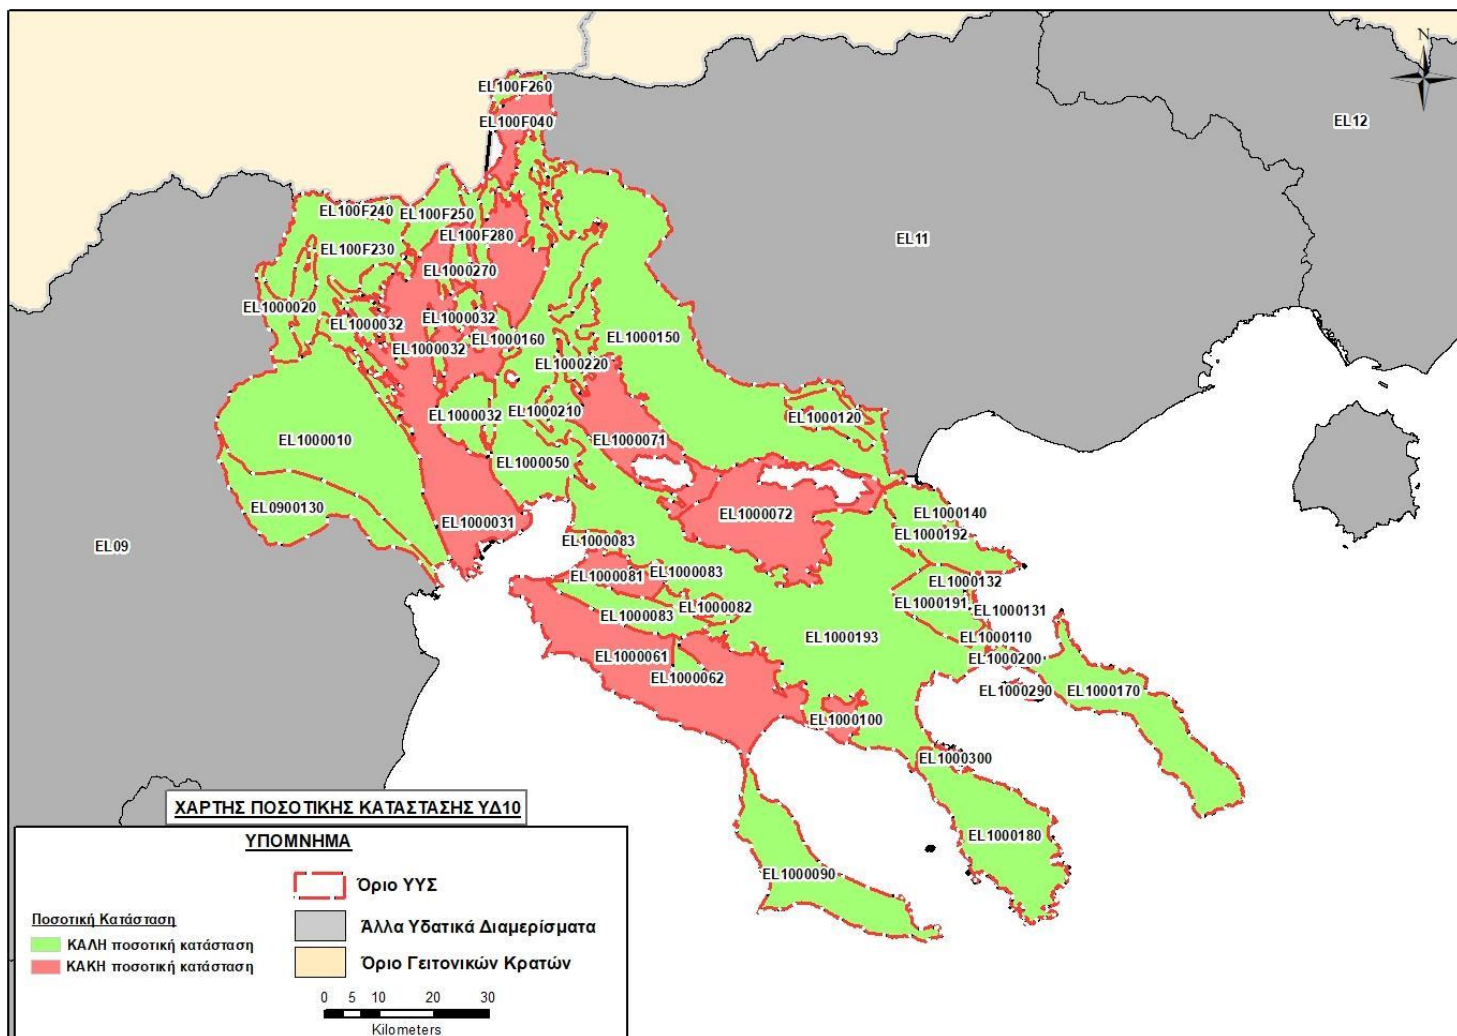 N
EL100F260
EL100F040
EL12
EL100F240
EL100F250
EL100F280
EL11
EL100F230
EL1000270
EL1000020
EL1000032
EL1000032
EL1000160
EL1000150
EL1000032
EL1000220
EL1000032
EL1000210
EL1000120
EL1000010
EL1000071
EL1000050
EL0900130
EL1000031
EL1000072
EL1000140
EL1000192
EL09
EL1000083
EL1000081
EL1000083
EL1000132
EL1000082
EL1000191
EL1000131
EL1000083
EL1000193
EL1000110
EL1000061
EL1000200
EL1000062
EL1000290
EL1000170
EL1000100
EL1000300
EL1000180
EL1000090
ΧΑΡΤΗΣ ΠΟΣΟΤΙΚΗΣ ΚΑΤΑΣΤΑΣΗΣ ΥΔ10
ΥΠΟΜΝΗΜΑ
Όριο ΥΥΣ
Ποσοτική Κατάσταση
Άλλα Υδατικά Διαμερίσματα
ΚΑΛΗ ποσοτική κατάσταση
ΚΑΚΗ ποσοτική κατάσταση
Όριο Γειτονικών Κρατών
0 5 10 20 30
Kilometers